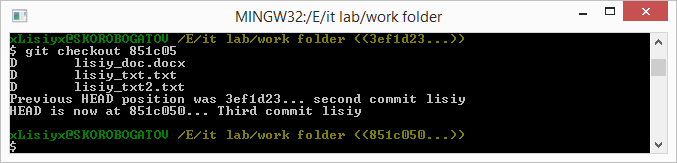 MINGW32:/E/it lab/work folder
xLisiyx@SKOROBOGATOV /E/it lab/work folder ((3ef1d23...))
$ git checkout 851c05
D       lisiy_doc.docx
D       lisiy_txt.txt
D       lisiy_txt2.txt
Previous HEAD position was 3ef1d23... second commit lisiy
HEAD is now at 851c050... Third commit lisiy
xLisiyx@SKOROBOGATOV /E/it lab/work folder ((851c050...))
$